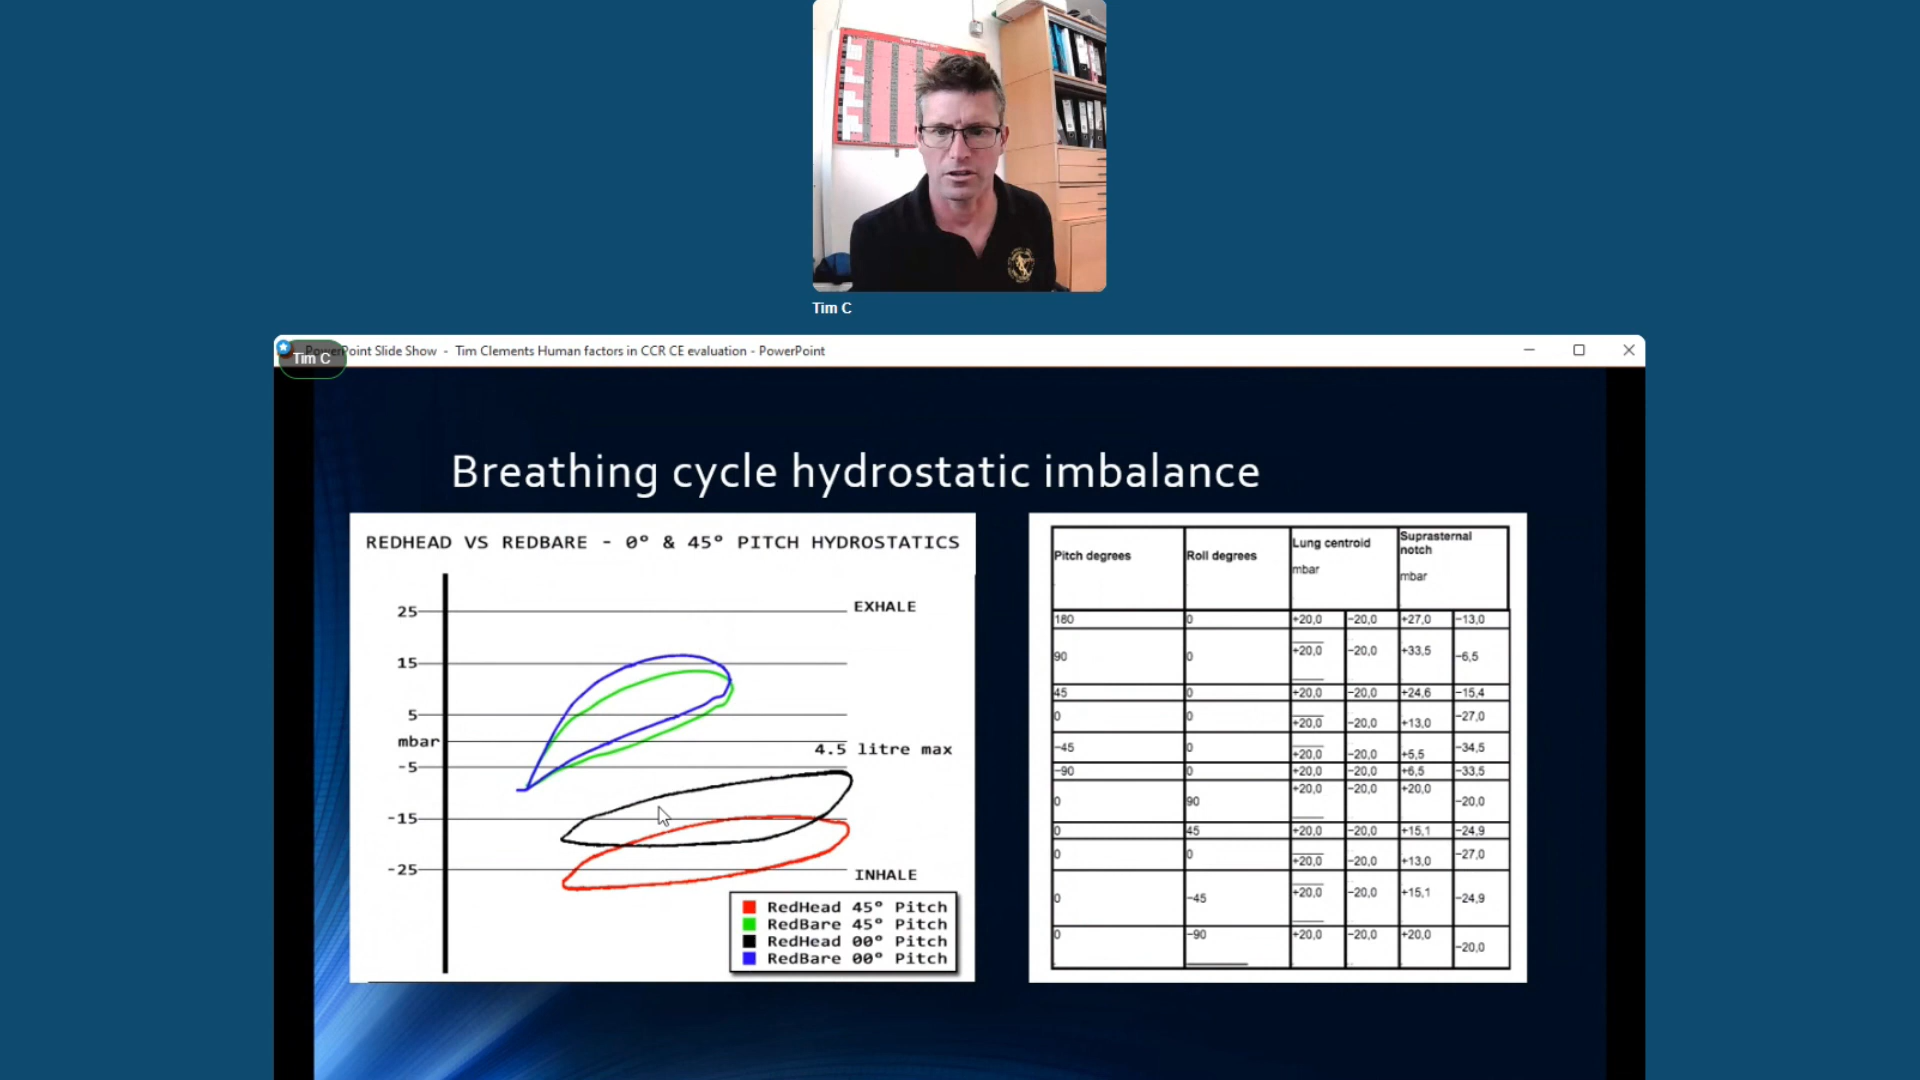 Tim C
PowerPoint Slide Show - Tim Clements Human factors in CCR CE evaluation - PowerPoint
Tim C
Breathing cycle hydrostatic imbalance
REDHEAD VS REDBARE - 0° & 45° PITCH HYDROSTATICS
25
EXHALE
15
5
mbar
4.5 litre max
-5
-15
-25
INHALE
RedHead 45° Pitch
RedBare 45° Pitch
RedHead 00° Pitch
RedBare 00° Pitch
Pitch degrees Roll degrees Lung centroid mbar Suprasternal notch mbar
180 0 +20,0 −20,0 +27,0 −13,0
90 0 +20,0 −20,0 +33,5 −6,5
45 0 +20,0 −20,0 +24,6 −15,4
0 0 +20,0 −20,0 +13,0 −27,0
−45 0 +20,0 −20,0 +5,5 −34,5
−90 0 +20,0 −20,0 +6,5 −33,5
0 90 +20,0 −20,0 +20,0 −20,0
0 45 +20,0 −20,0 +15,1 −24,9
0 0 +20,0 −20,0 +13,0 −27,0
0 −45 +20,0 −20,0 +15,1 −24,9
0 −90 +20,0 −20,0 +20,0 −20,0